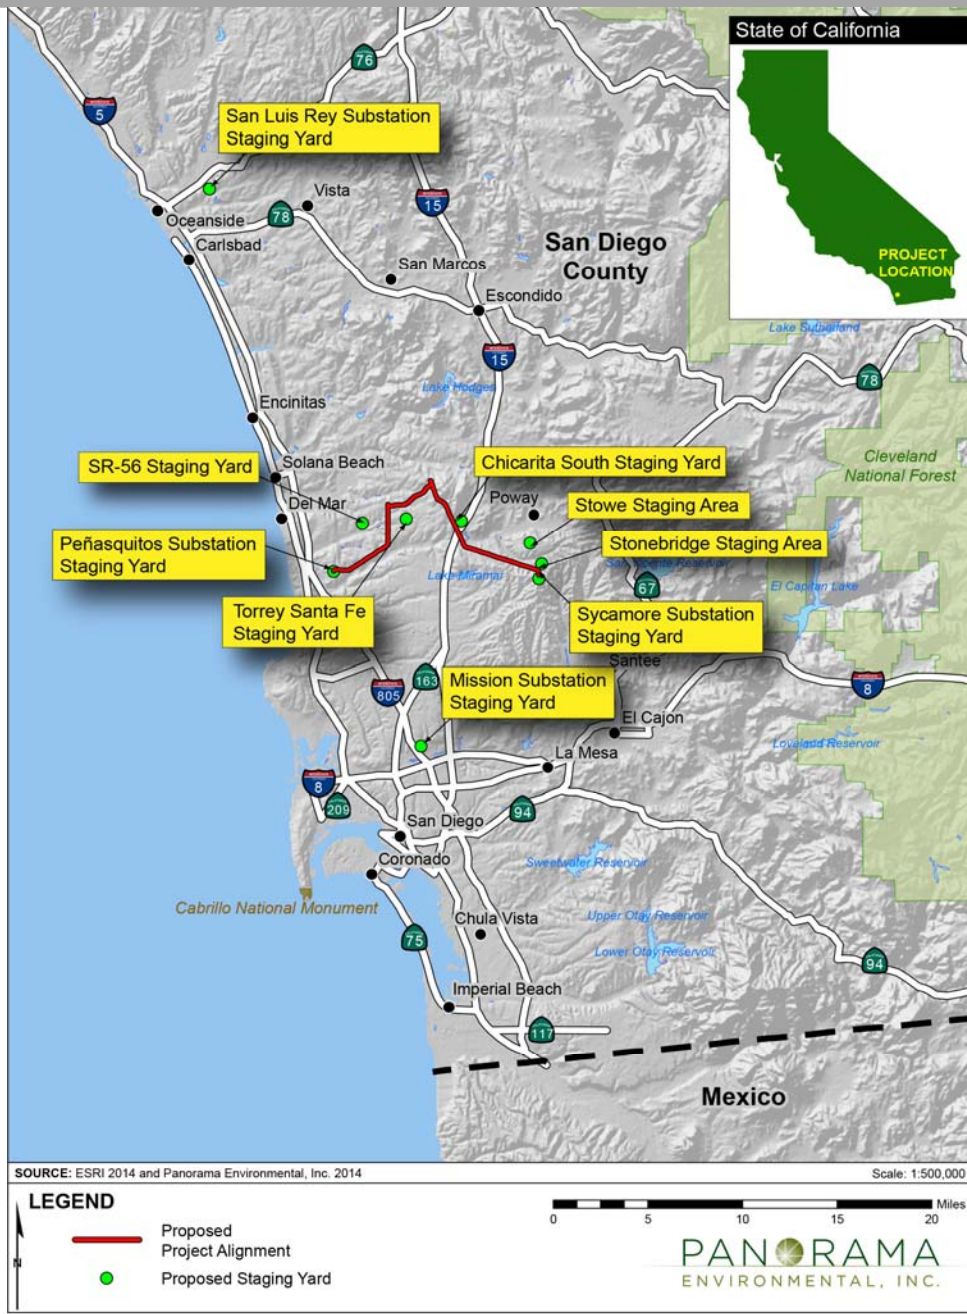 State of California
PROJECT
LOCATION
76
5
San Luis Rey Substation
Staging Yard
15
Vista
78
Oceanside
Carlsbad
San Marcos
San Diego
County
Escondido
Lake Sutherland
15
78
Lake Hodges
Encinitas
Cleveland
National Forest
SR-56 Staging Yard
Solana Beach
Chicarita South Staging Yard
Del Mar
Poway
Stowe Staging Area
Peñasquitos Substation
Staging Yard
Stonebridge Staging Area
San Vicente Reservoir
Lake Miramar
67
El Capitan Lake
Torrey Santa Fe
Staging Yard
Sycamore Substation
Staging Yard
Santee
163
805
Mission Substation
Staging Yard
8
El Cajon
Loveland Reservoir
La Mesa
8
209
94
San Diego
Coronado
Sweetwater Reservoir
Cabrillo National Monument
Chula Vista
Upper Otay Reservoir
75
Lower Otay Reservoir
94
Imperial Beach
117
Mexico
SOURCE: ESRI 2014 and Panorama Environmental, Inc. 2014
Scale: 1:500,000
LEGEND
Proposed
Project Alignment
Proposed Staging Yard
N
Miles
0 5 10 15 20
PANORAMA
ENVIRONMENTAL, INC.